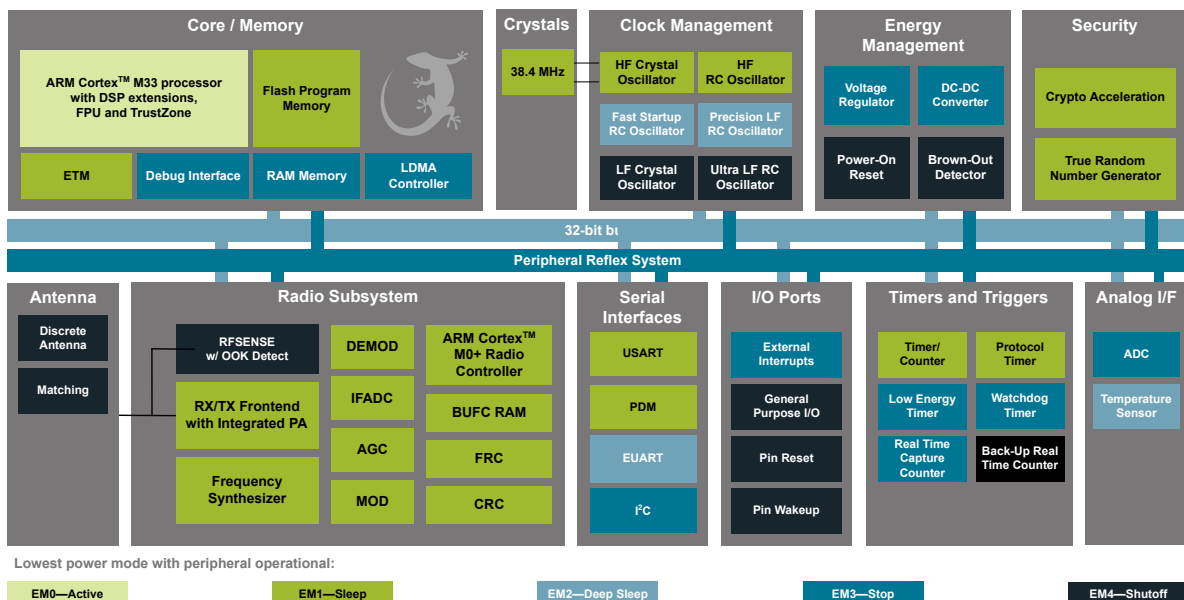 Core / Memory
ARM Cortex™ M33 processor
with DSP extensions,
FPU and TrustZone
Flash Program
Memory
ETM
Debug Interface
RAM Memory
LDMA
Controller
Crystals
38.4 MHz
Clock Management
HF Crystal
Oscillator
HF
RC Oscillator
Fast Startup
RC Oscillator
Precision LF
RC Oscillator
LF Crystal
Oscillator
Ultra LF RC
Oscillator
Energy
Management
Voltage
Regulator
DC-DC
Converter
Power-On
Reset
Brown-Out
Detector
Security
Crypto Acceleration
True Random
Number Generator
32-bit bu
Peripheral Reflex System
Antenna
Discrete
Antenna
Matching
Radio Subsystem
RFSENSE
w/ OOK Detect
RX/TX Frontend
with Integrated PA
Frequency
Synthesizer
DEMOD
IFADC
AGC
MOD
ARM Cortex™
M0+ Radio
Controller
BUFC RAM
FRC
CRC
Serial
Interfaces
USART
PDM
EUART
I²C
I/O Ports
External
Interrupts
General
Purpose I/O
Pin Reset
Pin Wakeup
Timers and Triggers
Timer/
Counter
Protocol
Timer
Low Energy
Timer
Watchdog
Timer
Real Time
Capture
Counter
Back-Up Real
Time Counter
Analog I/F
ADC
Temperature
Sensor
Lowest power mode with peripheral operational:
EM0—Active
EM1—Sleep
EM2—Deep Sleep
EM3—Stop
EM4—Shutoff